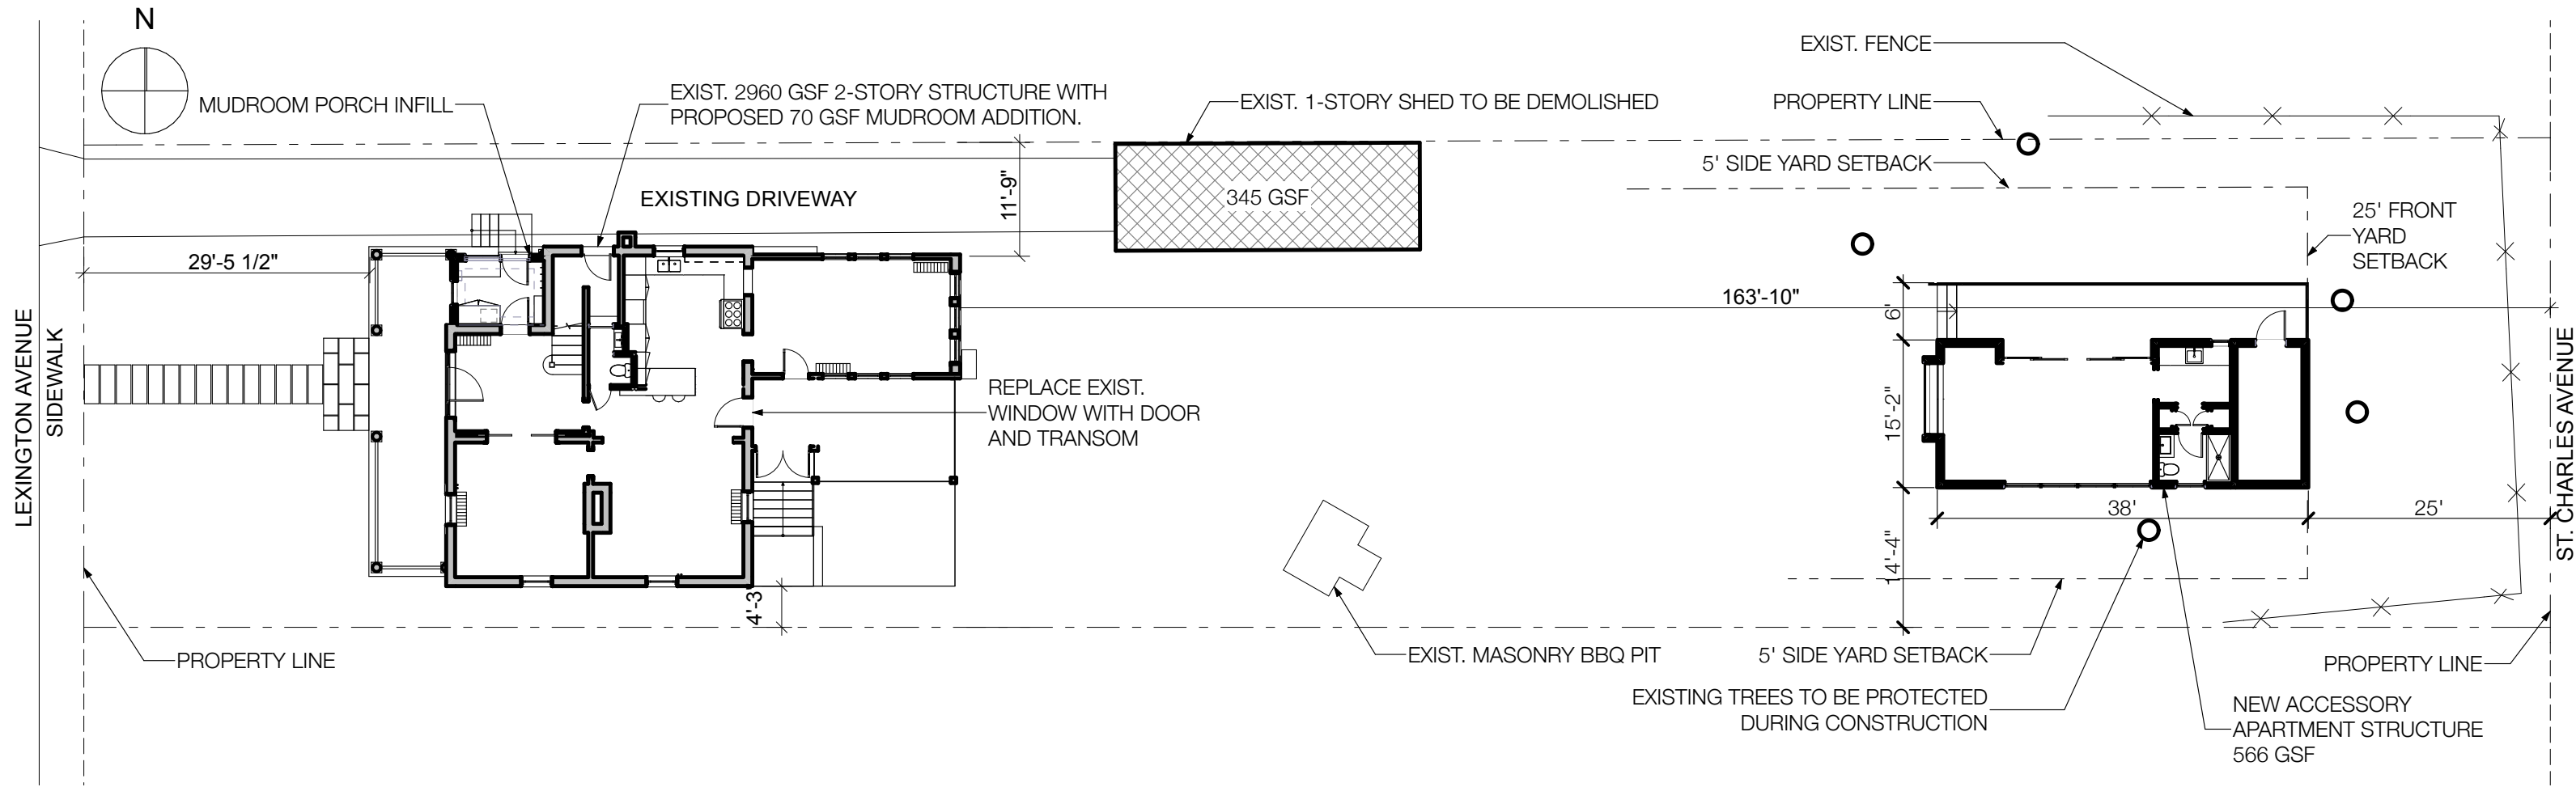 N
EXIST. FENCE
MUDROOM PORCH INFILL
EXIST. 2960 GSF 2-STORY STRUCTURE WITH
PROPOSED 70 GSF MUDROOM ADDITION.
EXIST. 1-STORY SHED TO BE DEMOLISHED
PROPERTY LINE
5' SIDE YARD SETBACK
EXISTING DRIVEWAY
11'-9"
345 GSF
25' FRONT
YARD
SETBACK
29'-5 1/2"
163'-10"
6'
15'-2"
LEXINGTON AVENUE
SIDEWALK
REPLACE EXIST.
WINDOW WITH DOOR
AND TRANSOM
38'
25'
ST. CHARLES AVENUE
14'-4"
4'-3"
PROPERTY LINE
EXIST. MASONRY BBQ PIT
5' SIDE YARD SETBACK
PROPERTY LINE
EXISTING TREES TO BE PROTECTED
DURING CONSTRUCTION
NEW ACCESSORY
APARTMENT STRUCTURE
566 GSF